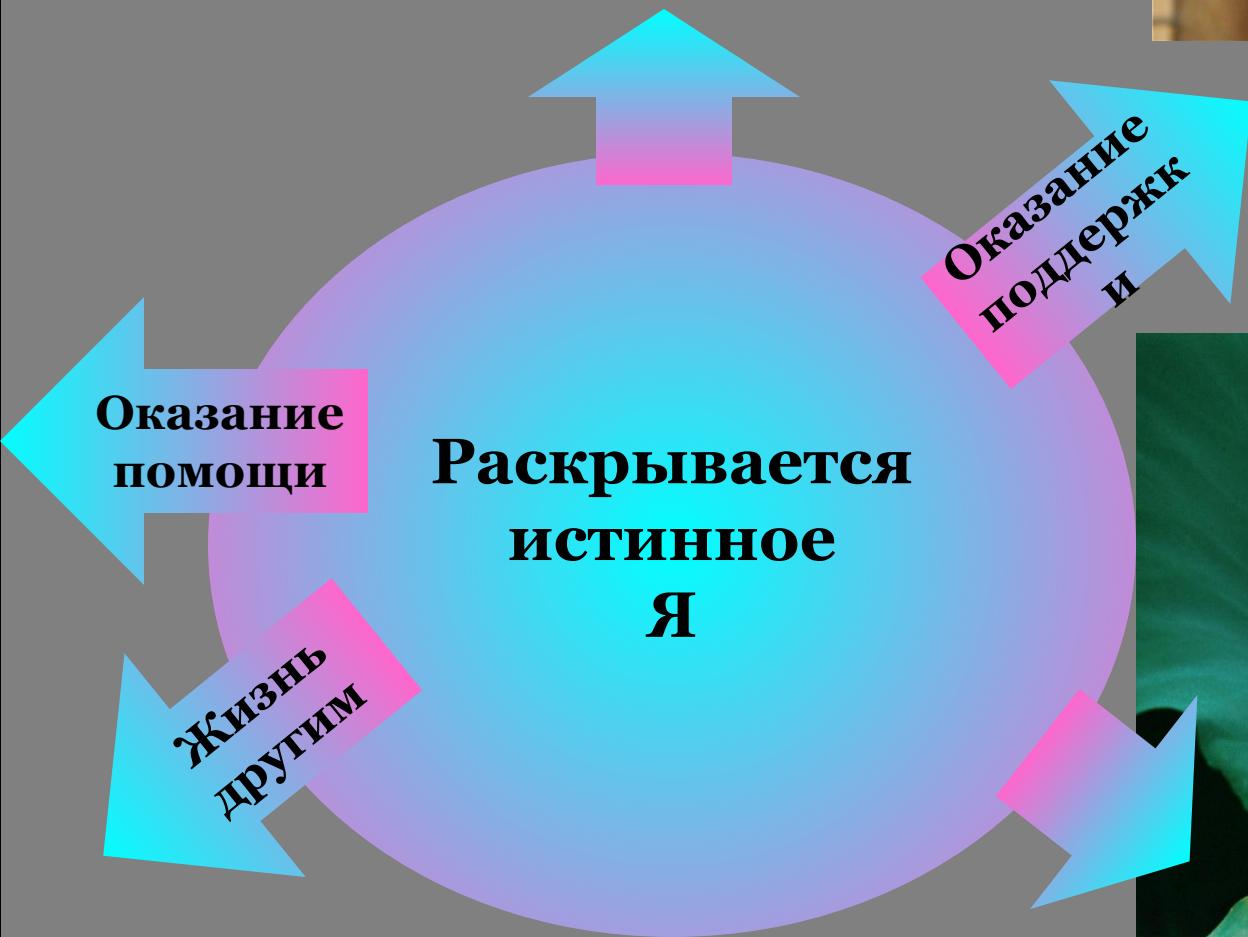 Оказание
поддержк
и
Оказание
помощи
Раскрывается
истинное
Я
Жизнь
другим